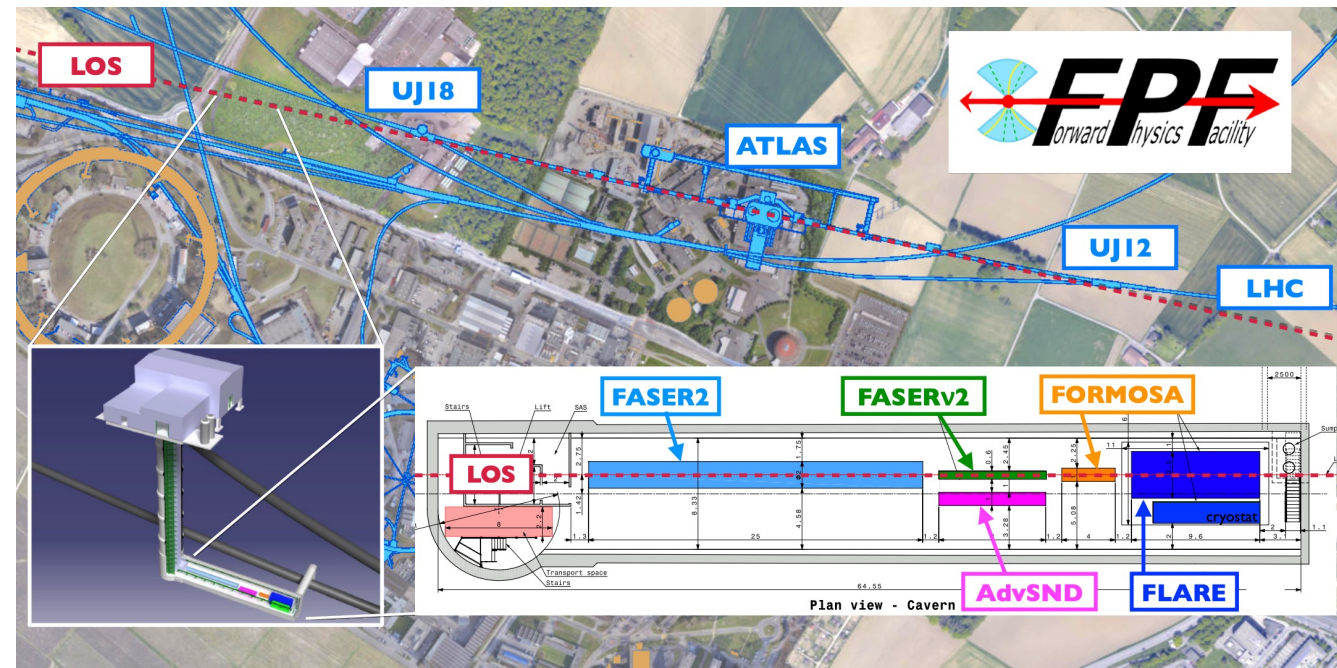 LOS
UJ18
ATLAS
FPF
Forward Physics Facility
UJ12
LHC
FASER2
FASERν2
FORMOSA
2500
Stairs
Lift
SAS
LOS
11
6
Sump
2.75
1.42
2.2
8
1.3
8.33
25
1.75
4.58
1.2
0.6
2.45
3.28
1.2
2.25
5.08
4
1.2
9.6
2
cryostat
2
3.1
1.1
Transport space
Stairs
64.55
Plan view - Cavern
AdvSND
FLARE